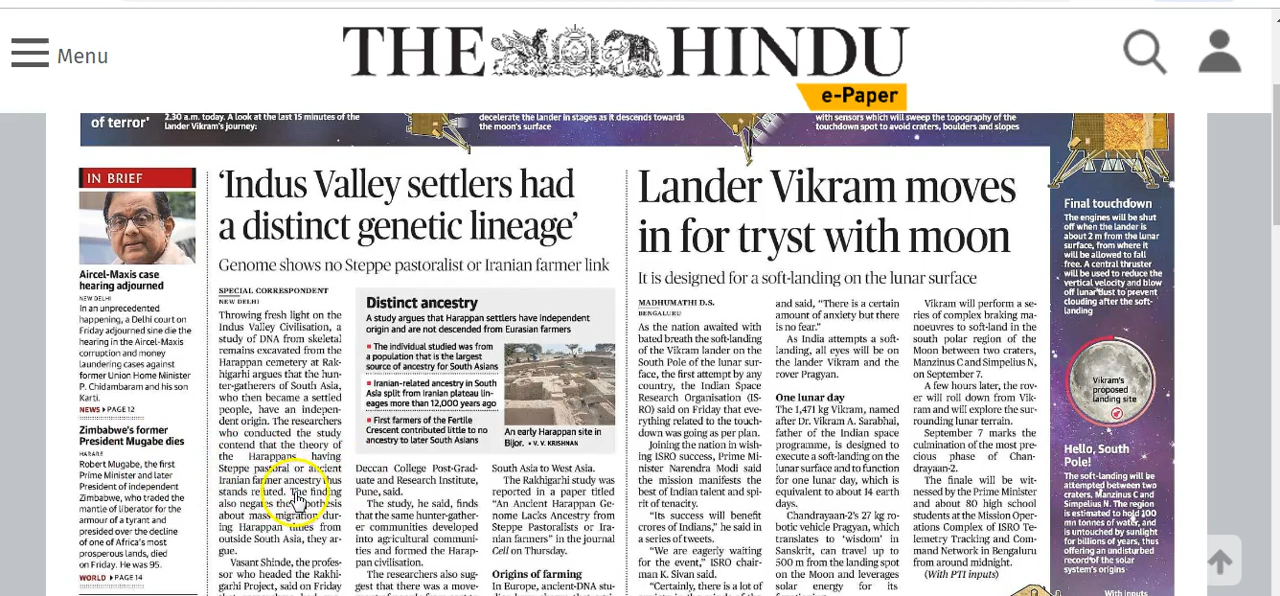 Menu
THE HINDU
e-Paper
of terror'
2.30 a.m. today. A look at the last 15 minutes of the
lander Vikram's journey:
decelerate the lander in stages as it descends towards
the moon's surface
with sensors which will sweep the topography of the
touchdown spot to avoid craters, boulders and slopes
IN BRIEF
Aircel-Maxis case
hearing adjourned
NEW DELHI
In an unprecedented
happening, a Delhi court on
Friday adjourned sine die the
hearing in the Aircel-Maxis
corruption and money
laundering cases against
former Union Home Minister
P. Chidambaram and his son
Karti.
NEWS ▸ PAGE 12
Zimbabwe's former
President Mugabe dies
HARARE
Robert Mugabe, the first
Prime Minister and later
President of independent
Zimbabwe, who traded the
mantle of liberator for the
armour of a tyrant and
presided over the decline
of one of Africa's most
prosperous lands, died
on Friday. He was 95.
WORLD ▸ PAGE 14
'Indus Valley settlers had
a distinct genetic lineage'
Genome shows no Steppe pastoralist or Iranian farmer link
SPECIAL CORRESPONDENT
NEW DELHI
Throwing fresh light on the
Indus Valley Civilisation, a
study of DNA from skeletal
remains excavated from the
Harappan cemetery at Rak-
higarhi argues that the hun-
ter-gatherers of South Asia,
who then became a settled
people, have an indepen-
dent origin. The researchers
who conducted the study
contend that the theory of
the Harappans having
Steppe pastoral or ancient
Iranian farmer ancestry thus
stands refuted. The finding
also negates the hypothesis
about mass migration dur-
ing Harappan times from
outside South Asia, they ar-
gue.
Vasant Shinde, the profes-
sor who headed the Rakhi-
garhi Project, said on Friday
Distinct ancestry
A study argues that Harappan settlers have independent
origin and are not descended from Eurasian farmers
■ The individual studied was from
a population that is the largest
source of ancestry for South Asians
■ Iranian-related ancestry in South
Asia split from Iranian plateau lin-
eages more than 12,000 years ago
■ First farmers of the Fertile
Crescent contributed little to no
ancestry to later South Asians
An early Harappan site in
Bijor. ▪ V. V. KRISHNAN
Deccan College Post-Grad-
uate and Research Institute,
Pune, said.
The study, he said, finds
that the same hunter-gather-
er communities developed
into agricultural communi-
ties and formed the Harap-
pan civilisation.
The researchers also sug-
gest that there was a move-
South Asia to West Asia.
The Rakhigarhi study was
reported in a paper titled
“An Ancient Harappan Ge-
nome Lacks Ancestry from
Steppe Pastoralists or Ira-
nian farmers” in the journal
Cell on Thursday.
Origins of farming
In Europe, ancient-DNA stu-
Lander Vikram moves
in for tryst with moon
It is designed for a soft-landing on the lunar surface
MADHUMATHI D.S.
BENGALURU
As the nation awaited with
bated breath the soft-landing
of the Vikram lander on the
South Pole of the lunar sur-
face, the first attempt by any
country, the Indian Space
Research Organisation (IS-
RO) said on Friday that eve-
rything related to the touch-
down was going as per plan.
Joining the nation in wish-
ing ISRO success, Prime Mi-
nister Narendra Modi said
the mission manifests the
best of Indian talent and spi-
rit of tenacity.
“Its success will benefit
crores of Indians,” he said in
a series of tweets.
“We are eagerly waiting
for the event,” ISRO chair-
man K. Sivan said.
“Certainly, there is a lot of
and said, “There is a certain
amount of anxiety but there
is no fear.”
As India attempts a soft-
landing, all eyes will be on
the lander Vikram and the
rover Pragyan.
One lunar day
The 1,471 kg Vikram, named
after Dr. Vikram A. Sarabhai,
father of the Indian space
programme, is designed to
execute a soft-landing on the
lunar surface and to function
for one lunar day, which is
equivalent to about 14 earth
days.
Chandrayaan-2's 27 kg ro-
botic vehicle Pragyan, which
translates to ‘wisdom’ in
Sanskrit, can travel up to
500 m from the landing spot
on the Moon and leverages
solar energy for its
Vikram will perform a se-
ries of complex braking ma-
noeuvres to soft-land in the
south polar region of the
Moon between two craters,
Manzinus C and Simpelius N,
on September 7.
A few hours later, the rov-
er will roll down from Vik-
ram and will explore the sur-
rounding lunar terrain.
September 7 marks the
culmination of the most
precise phase of Chan-
drayaan-2.
The finale will be wit-
nessed by the Prime Minister
and about 80 high school
students at the Mission Oper-
ations Complex of ISRO Te-
lemetry Tracking and Com-
mand Network in Bengaluru
from around midnight.
(With PTI inputs)
Final touchdown
The engines will be shut
off when the lander is
about 2 m from the lunar
surface, from where it
will be allowed to fall
free. A central thruster
will be used to reduce the
vertical velocity and blow
off lunar dust to prevent
clouding after the soft-
landing
Vikram's
proposed
landing site
Hello, South
Pole!
The soft-landing will be
attempted between two
craters, Manzinus C and
Simpelius N. The region
is estimated to hold 100
mn tonnes of water, and
is untouched by sunlight
for billions of years, thus
offering an undisturbed
record of the solar
system's origins
With inputs